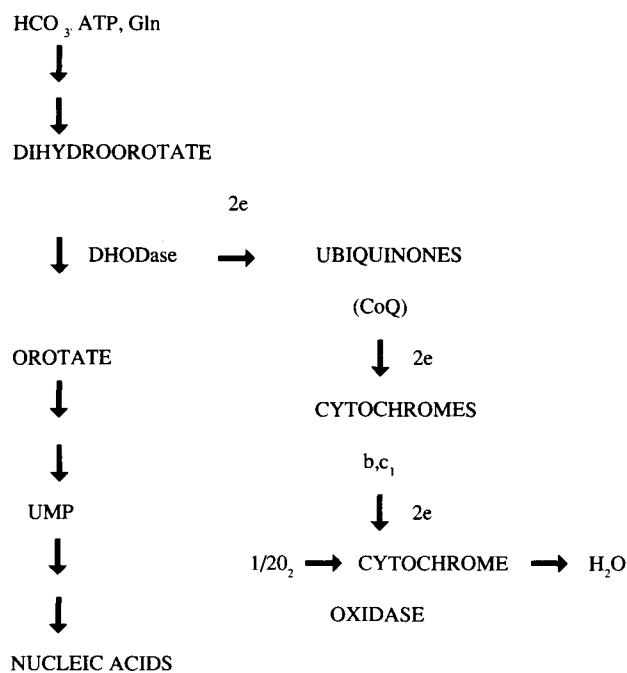 HCO₃, ATP, Gln
DIHYDROOROTATE
2e
DHODase
UBIQUINONES
(CoQ)
OROTATE
2e
CYTOCHROMES
b,c₁
UMP
2e
1/20₂
CYTOCHROME
H₂O
OXIDASE
NUCLEIC ACIDS